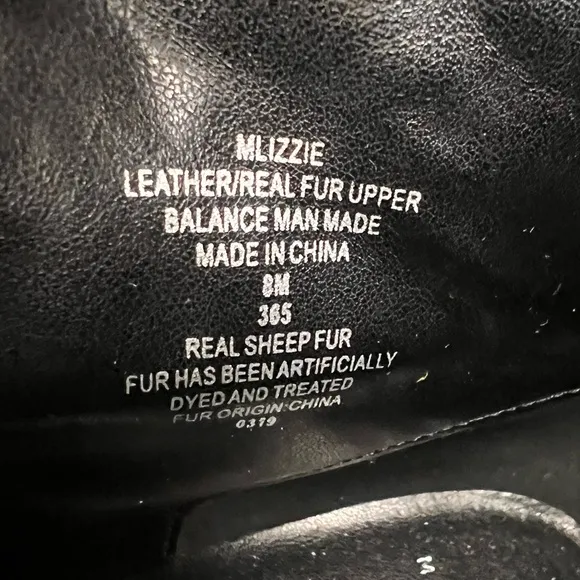 MLIZZIE
LEATHER/REAL FUR UPPER
BALANCE MAN MADE
MADE IN CHINA
8M
365
REAL SHEEP FUR
FUR HAS BEEN ARTIFICIALLY
DYED AND TREATED
FUR ORIGIN:CHINA
0319